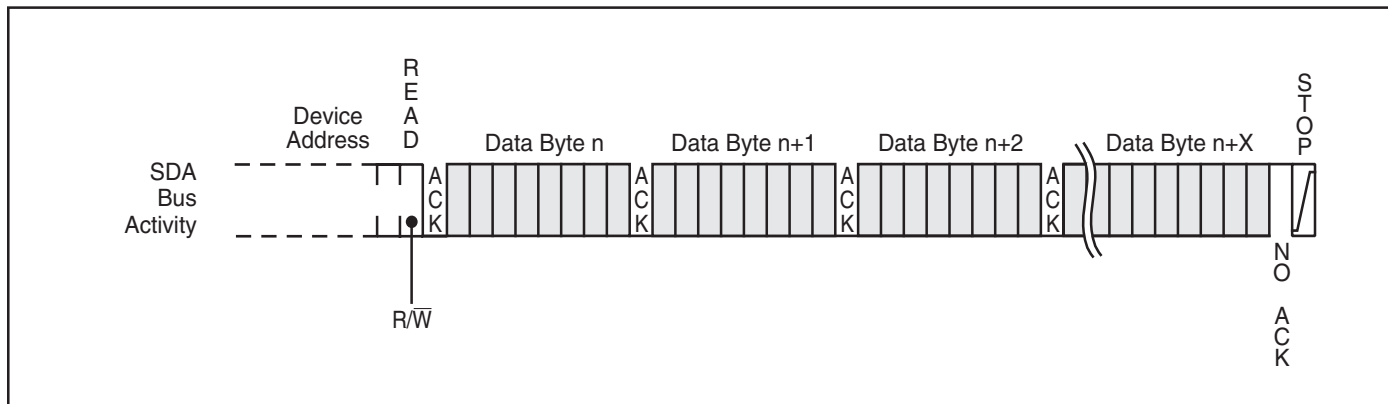 READ
STOP
Device
Address
Data Byte n
Data Byte n+1
Data Byte n+2
Data Byte n+X
SDA
Bus
Activity
ACK
ACK
ACK
ACK
NO ACK
R/W̅